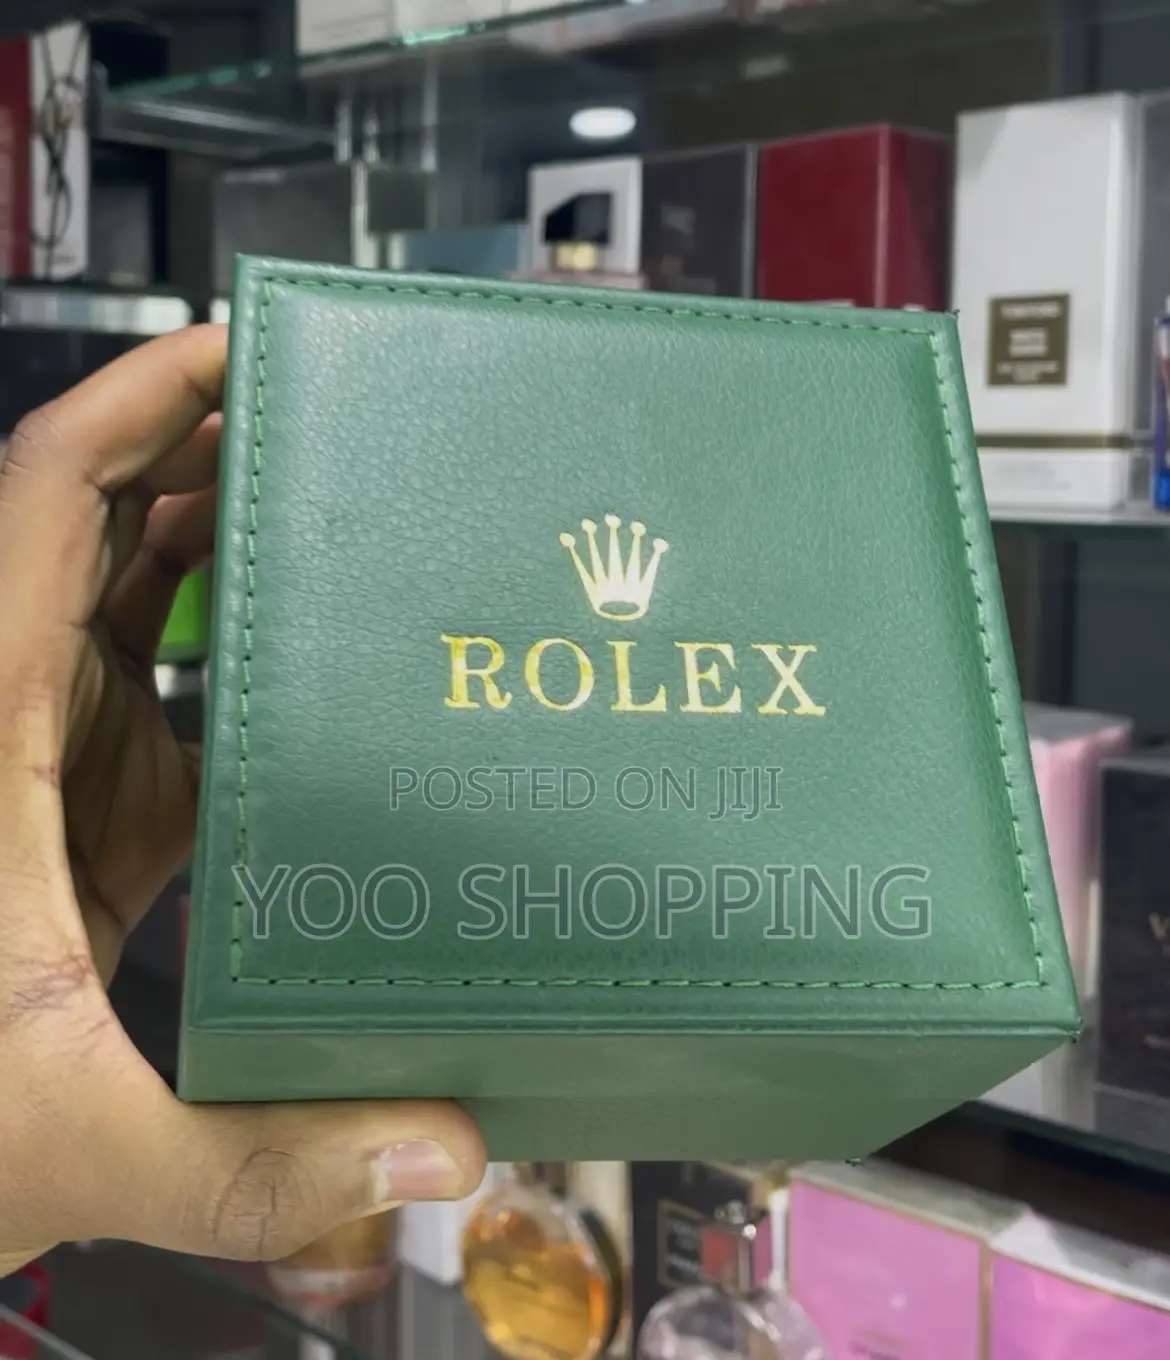 ROLEX
POSTED ON JIJI
YOO SHOPPING